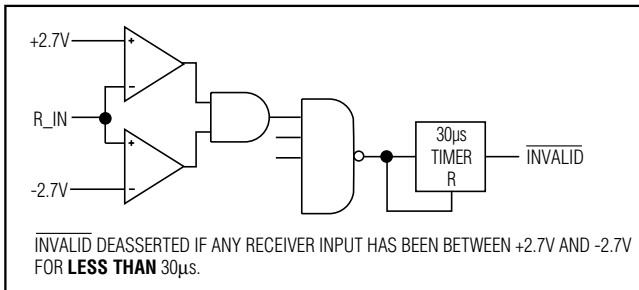 +2.7V
+
-
R_IN
+
-2.7V
-
30µs
TIMER
R
INVALID
INVALID DEASSERTED IF ANY RECEIVER INPUT HAS BEEN BETWEEN +2.7V AND -2.7V
FOR LESS THAN 30µs.